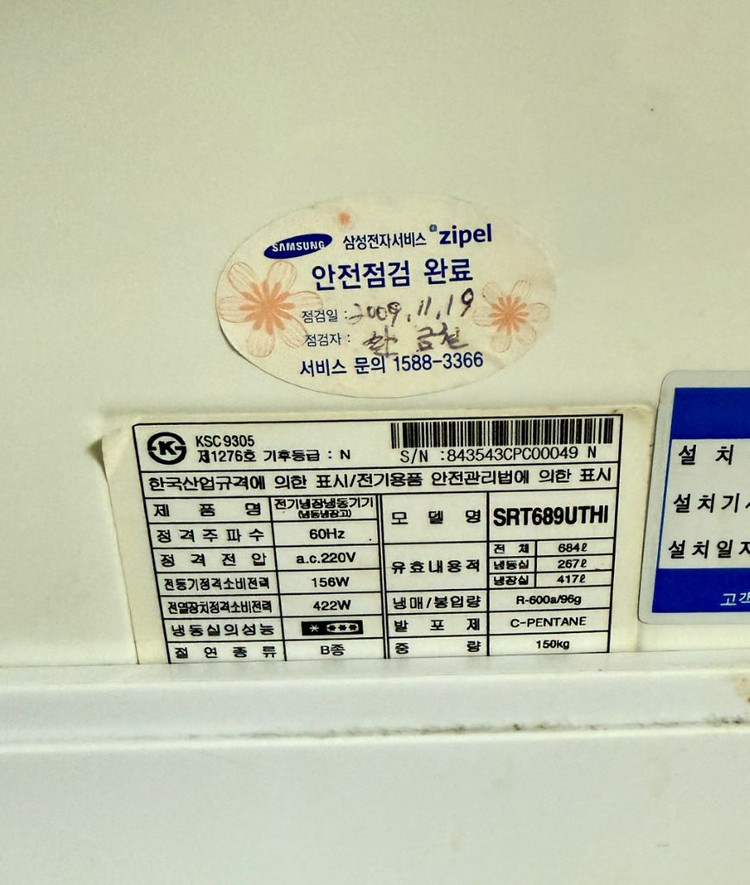 SAMSUNG 삼성전자서비스 zipel
안전점검 완료
점검일 : 2009.11.19
점검자 :
서비스 문의 1588-3366
KSC 9305
제1276호 기후등급 : N
S/N :843543CPC00049 N
한국산업규격에 의한 표시/전기용품 안전관리법에 의한 표시
제 품 명 전기냉장냉동기기 (냉동냉장고)
정격주파수 60Hz
정격전압 a.c.220V
전동기정격소비전력 156W
전열장치정격소비전력 422W
냉동실의성능
절연종류 B종
모 델 명 SRT689UTHI
유효내용적
전 체 684ℓ
냉동실 267ℓ
냉장실 417ℓ
냉매/봉입량 R-600a/96g
발 포 제 C-PENTANE
중 량 150kg
설 치
설치기사
설치일자
고객